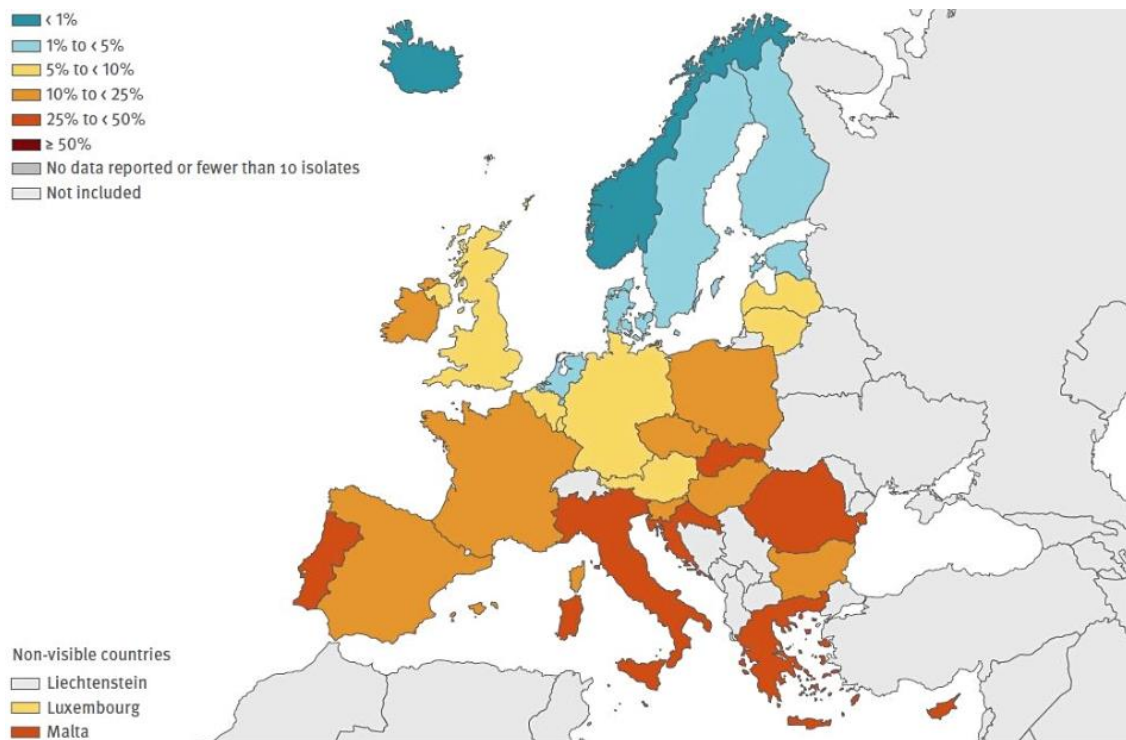 < 1%
1% to < 5%
5% to < 10%
10% to < 25%
25% to < 50%
≥ 50%
No data reported or fewer than 10 isolates
Not included
Non-visible countries
Liechtenstein
Luxembourg
Malta